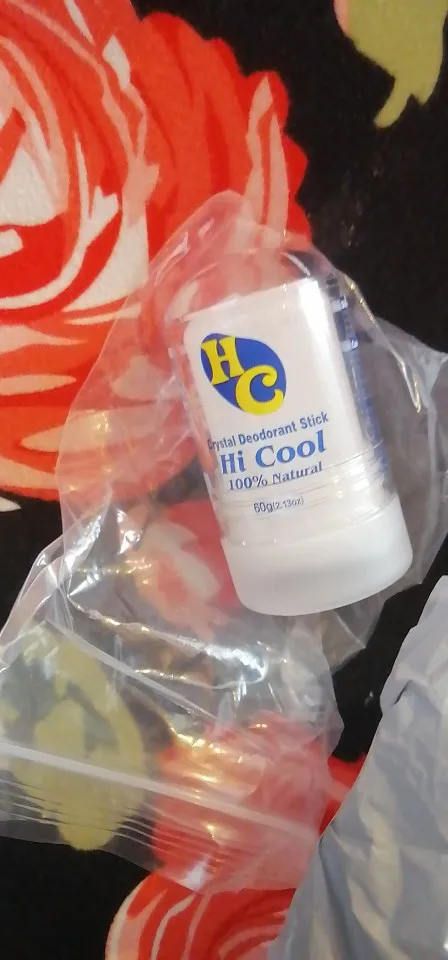 HC
Crystal Deodorant Stick
Hi Cool
100% Natural
60g(2.13oz)